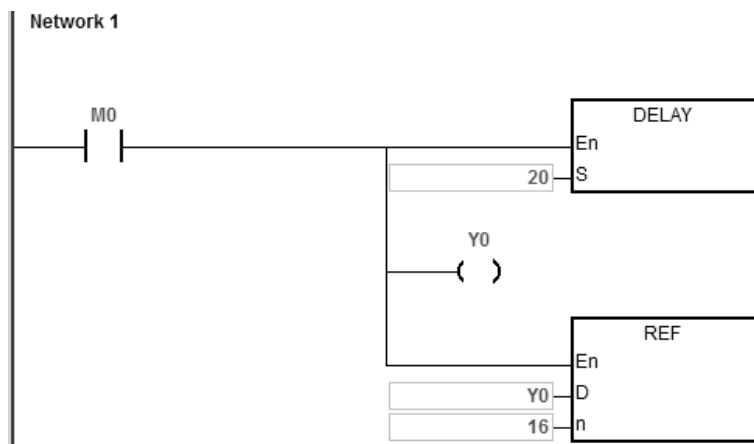 Network 1
M0
DELAY
En
20 S
Y0
REF
En
Y0 D
16 n